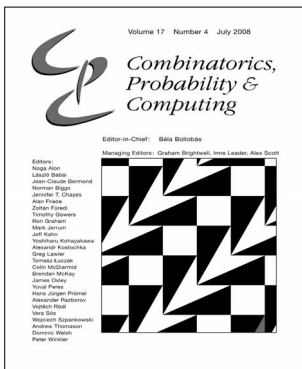 Volume 17 Number 4 July 2008
Combinatorics,
Probability &
Computing
Editor-in-Chief: Béla Bollobás
Managing Editors: Graham Brightwell, Imre Leader, Alex Scott
Editors:
Noga Alon
László Babai
Jean-Claude Bermond
Norman Biggs
Jennifer T. Chayes
Alan Frieze
Zoltán Füredi
Timothy Gowers
Ron Graham
Mark Jerrum
Jeff Kahn
Yoshiharu Kohayakawa
Alexandr Kostochka
Greg Lawler
Tomasz Łuczak
Colin McDiarmid
Brendan McKay
James Oxley
Yuval Peres
Hans Jürgen Prömel
Alexander Razborov
Vojtěch Rödl
Vera Sós
Wojciech Szpankowski
Andrew Thomason
Dominic Welsh
Peter Winkler